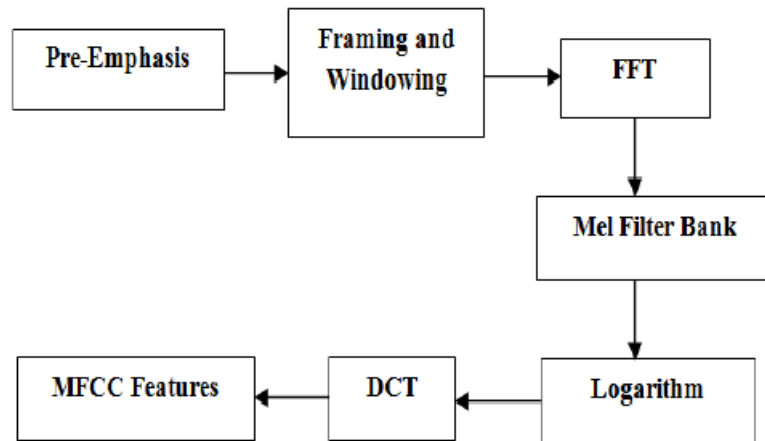 Pre-Emphasis
Framing and
Windowing
FFT
Mel Filter Bank
Logarithm
DCT
MFCC Features